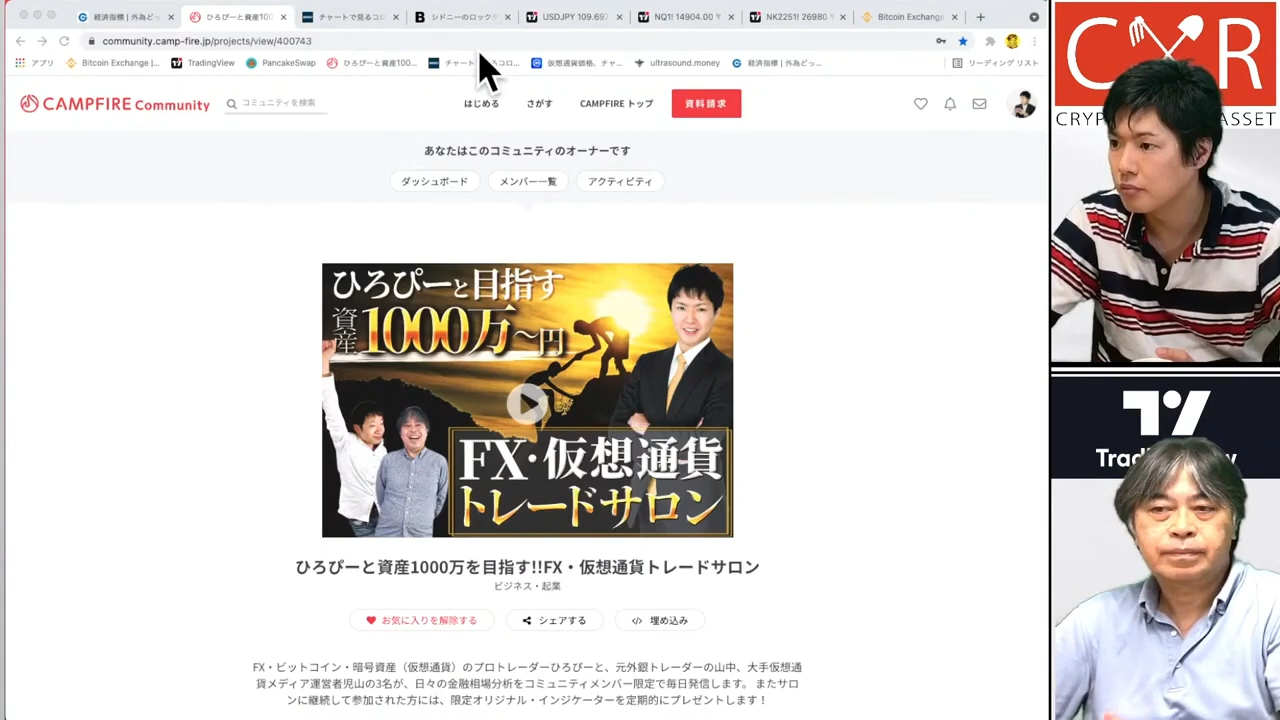 経済指標 | 外為どっ
ひろぴーと資産100
チャートで見るコロ
シドニーのロックダ
USDJPY 109.69
NQ1! 14904.00
NK2251! 26980
Bitcoin Exchange
community.camp-fire.jp/projects/view/400743
アプリ
Bitcoin Exchange |...
TradingView
PancakeSwap
ひろぴーと資産100...
チャート
コロ...
仮想通貨価格、チャ...
ultrasound.money
経済指標 | 外為どっ...
リーディング リスト
CAMPFIRE Community
コミュニティを検索
はじめる
さがす
CAMPFIRE トップ
資料請求
あなたはこのコミュニティのオーナーです
ダッシュボード
メンバー一覧
アクティビティ
ひろぴーと目指す
資産1000万～円
FX・仮想通貨
トレードサロン
ひろぴーと資産1000万を目指す!!FX・仮想通貨トレードサロン
ビジネス・起業
お気に入りを解除する
シェアする
埋め込み
FX・ビットコイン・暗号資産（仮想通貨）のプロトレーダーひろぴーと、元外銀トレーダーの山中、大手仮想通
貨メディア運営者児山の3名が、日々の金融相場分析をコミュニティメンバー限定で毎日発信します。 またサロ
ンに継続して参加された方には、限定オリジナル・インジケーターを定期的にプレゼントします！
CXR
CRYP
ASSET
Trad
w